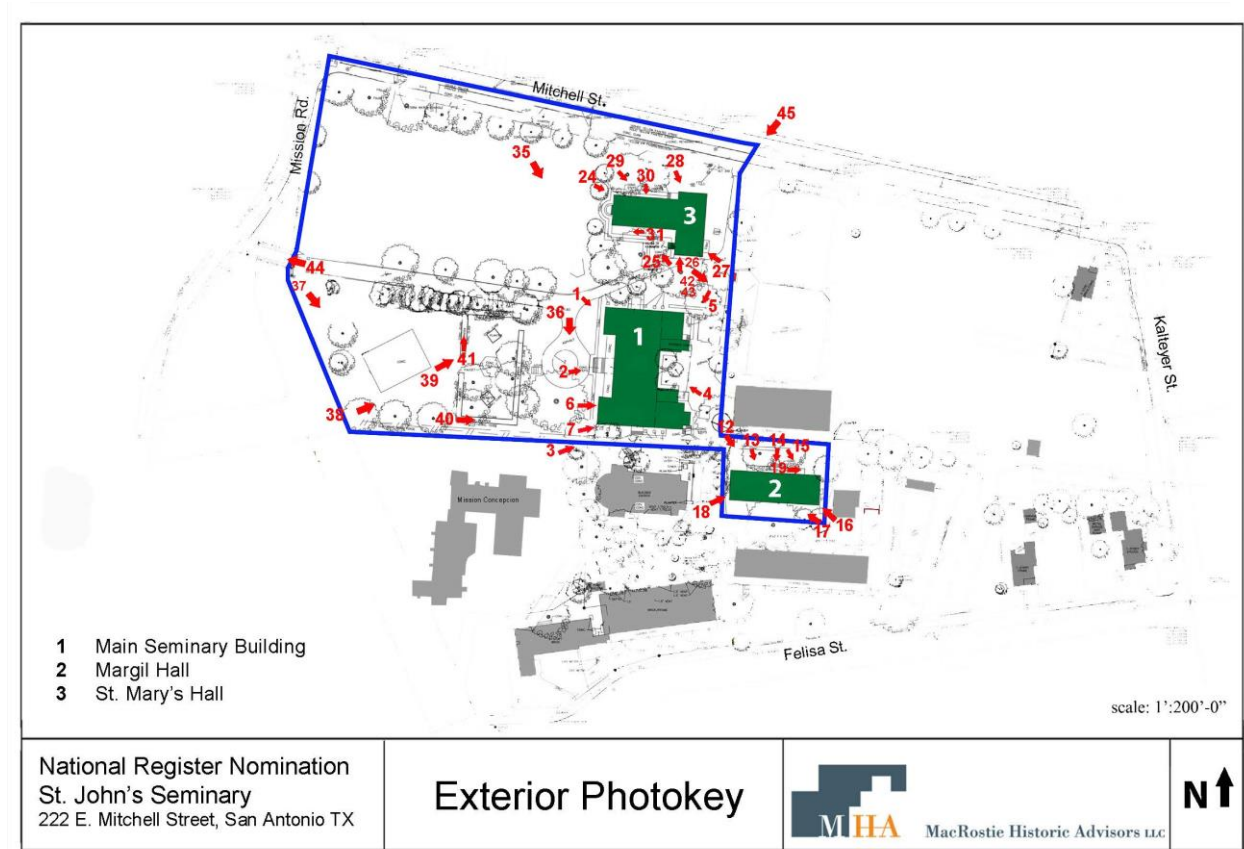 Mitchell St.
Mission Rd.
45
35
29
28
24
30
3
31
25
26
27
44
37
1
42
43
5
36
1
2
41
39
4
6
38
40
7
12
13
14
15
3
19
2
Mission Concepcion
18
16
17
Kalteyer St.
Felisa St.
1 Main Seminary Building
2 Margil Hall
3 St. Mary's Hall
scale: 1':200'-0"
National Register Nomination
St. John's Seminary
222 E. Mitchell Street, San Antonio TX
Exterior Photokey
MHA
MacRostie Historic Advisors LLC
N